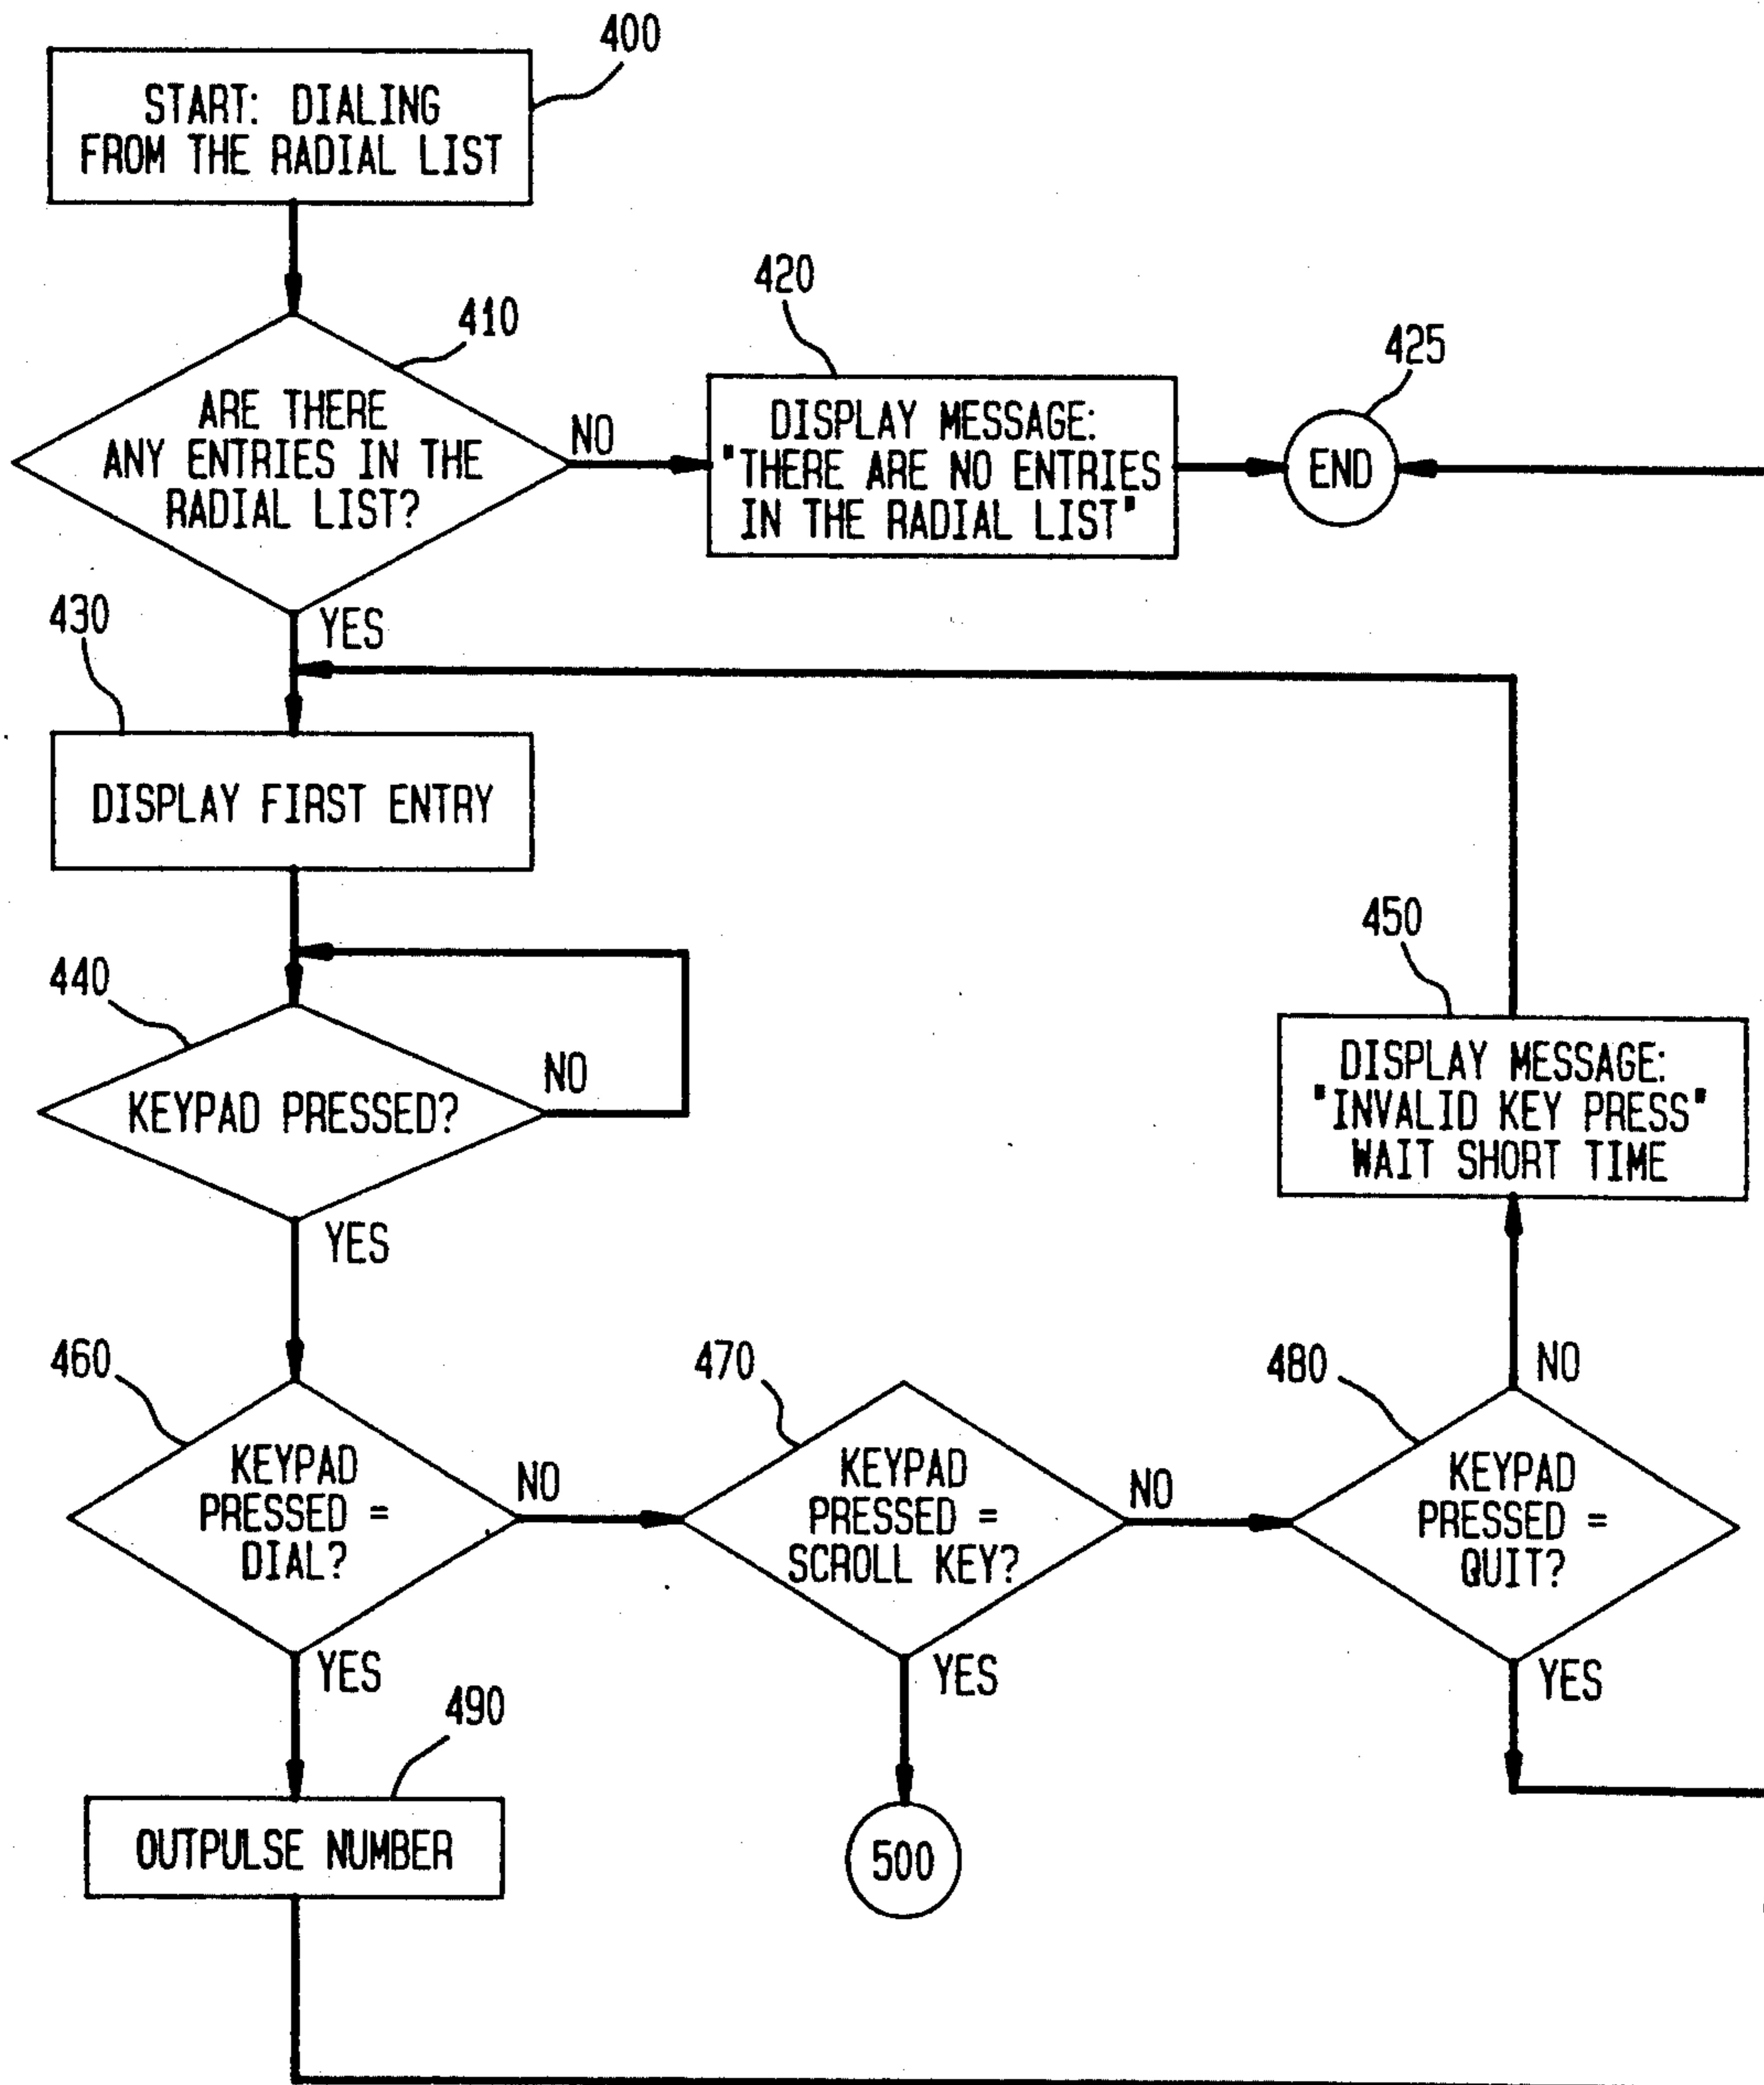 400
START: DIALING
FROM THE RADIAL LIST
410
ARE THERE
ANY ENTRIES IN THE
RADIAL LIST?
NO
420
DISPLAY MESSAGE:
"THERE ARE NO ENTRIES
IN THE RADIAL LIST"
425
END
YES
430
DISPLAY FIRST ENTRY
440
KEYPAD PRESSED?
NO
YES
450
DISPLAY MESSAGE:
"INVALID KEY PRESS"
WAIT SHORT TIME
460
KEYPAD
PRESSED =
DIAL?
NO
YES
470
KEYPAD
PRESSED =
SCROLL KEY?
NO
YES
480
KEYPAD
PRESSED =
QUIT?
NO
YES
490
OUTPULSE NUMBER
500